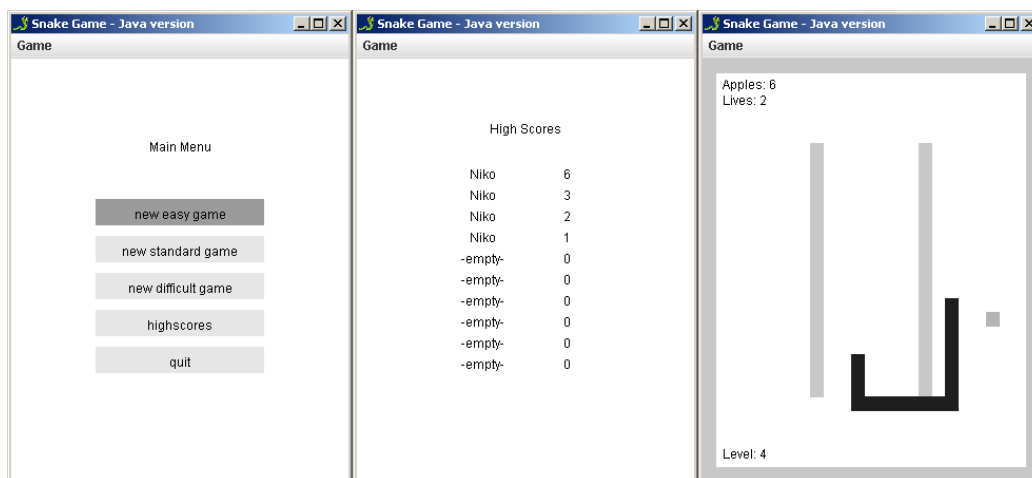 Snake Game - Java version
Game
Main Menu
new easy game
new standard game
new difficult game
highscores
quit
Snake Game - Java version
Game
High Scores
Niko 6
Niko 3
Niko 2
Niko 1
-empty- 0
-empty- 0
-empty- 0
-empty- 0
-empty- 0
-empty- 0
Snake Game - Java version
Game
Apples: 6
Lives: 2
Level: 4